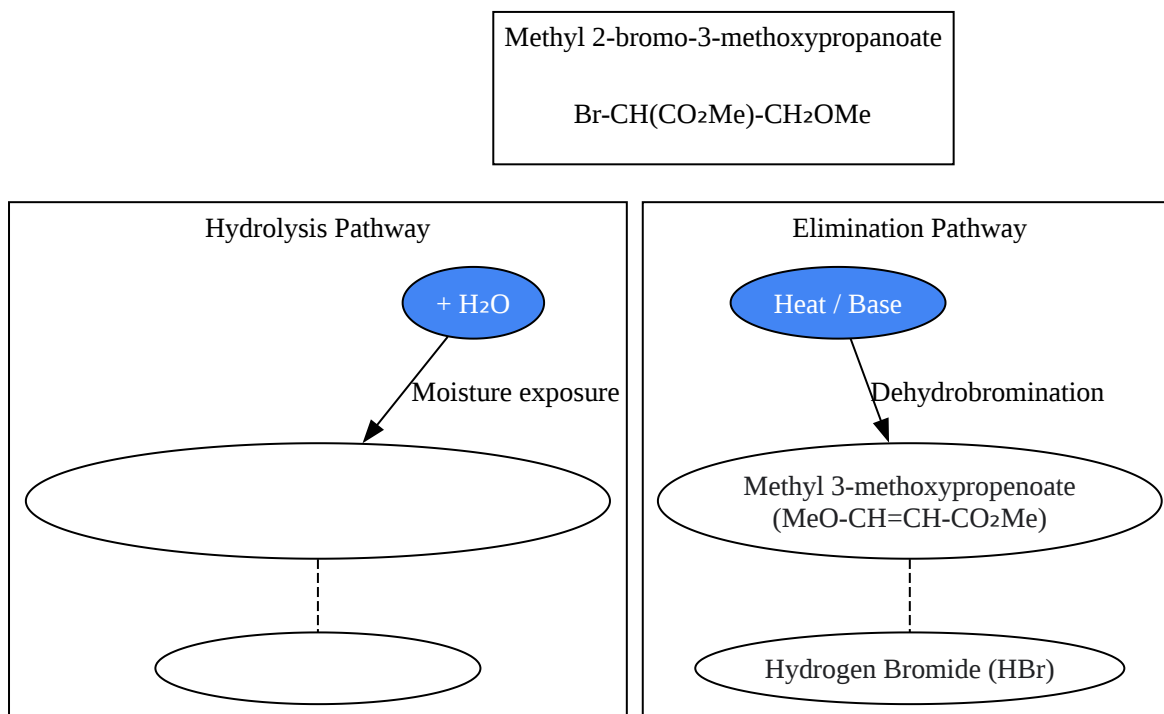 Methyl 2-bromo-3-methoxypropanoate
Br-CH(CO₂Me)-CH₂OMe
Hydrolysis Pathway
+ H₂O
Moisture exposure
Elimination Pathway
Heat / Base
Dehydrobromination
Methyl 3-methoxypropenoate
(MeO-CH=CH-CO₂Me)
Hydrogen Bromide (HBr)